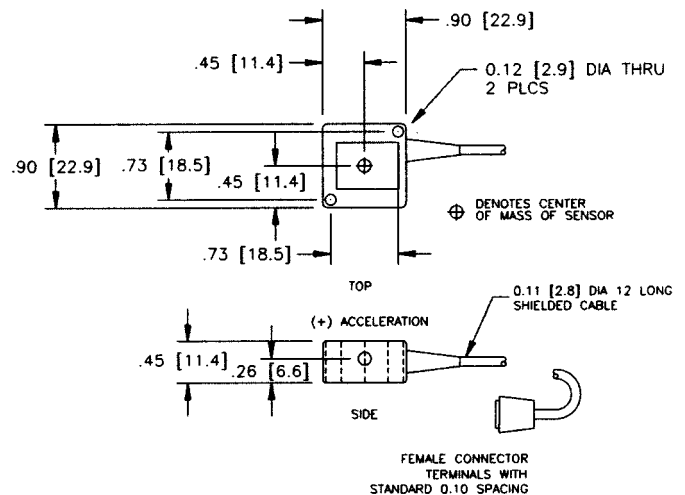 .90 [22.9]
.45 [11.4]
0.12 [2.9] DIA THRU
2 PLCS
.90 [22.9]
.73 [18.5]
.45 [11.4]
DENOTES CENTER
OF MASS OF SENSOR
.73 [18.5]
TOP
0.11 [2.8] DIA 12 LONG
SHIELDED CABLE
(+) ACCELERATION
.45 [11.4]
.26 [6.6]
SIDE
FEMALE CONNECTOR
TERMINALS WITH
STANDARD 0.10 SPACING